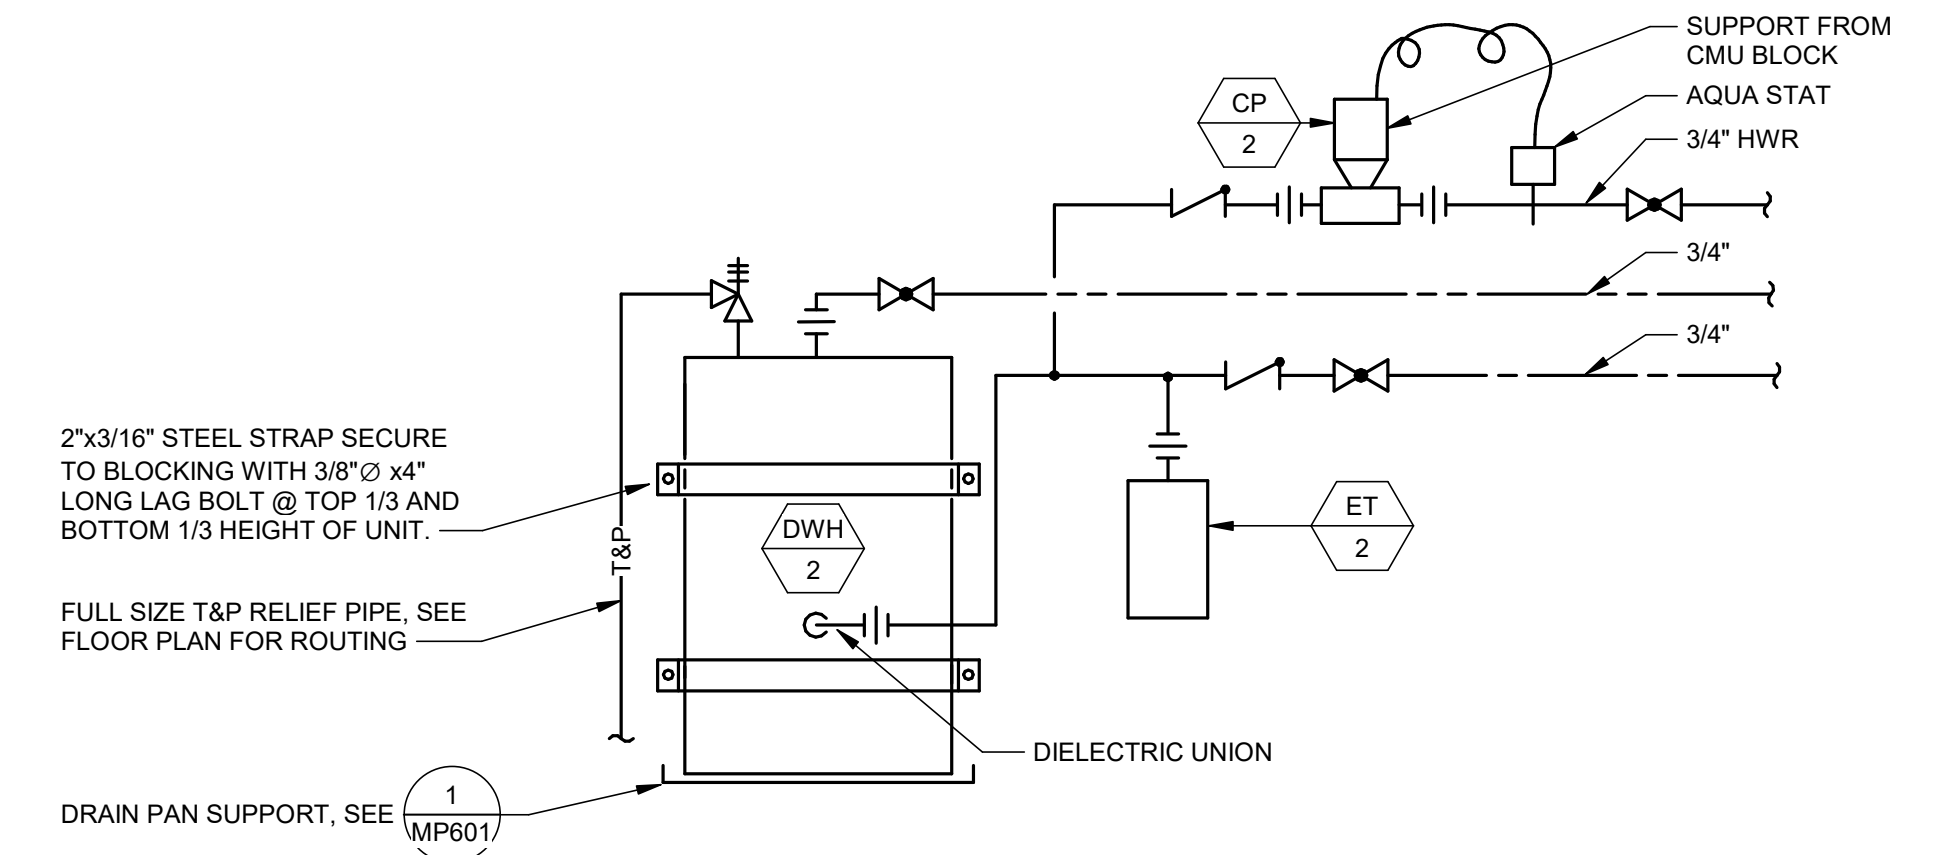 SUPPORT FROM
CMU BLOCK
AQUA STAT
3/4" HWR
CP
2
3/4"
3/4"
2"x3/16" STEEL STRAP SECURE
TO BLOCKING WITH 3/8"∅ x4"
LONG LAG BOLT @ TOP 1/3 AND
BOTTOM 1/3 HEIGHT OF UNIT.
T&P
DWH
2
ET
2
FULL SIZE T&P RELIEF PIPE, SEE
FLOOR PLAN FOR ROUTING
DIELECTRIC UNION
DRAIN PAN SUPPORT, SEE
1
MP601